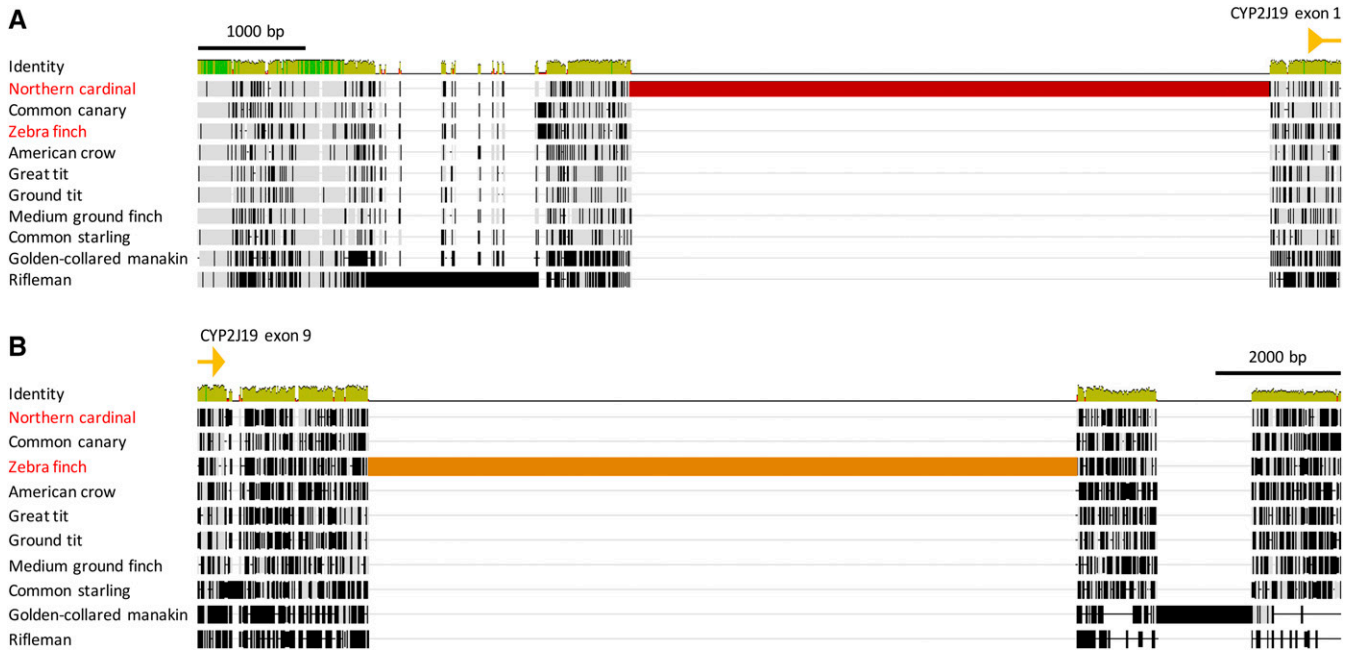 A
1000 bp
CYP2J19 exon 1
Identity
Northern cardinal
Common canary
Zebra finch
American crow
Great tit
Ground tit
Medium ground finch
Common starling
Golden-collared manakin
Rifleman
B
CYP2J19 exon 9
2000 bp
Identity
Northern cardinal
Common canary
Zebra finch
American crow
Great tit
Ground tit
Medium ground finch
Common starling
Golden-collared manakin
Rifleman